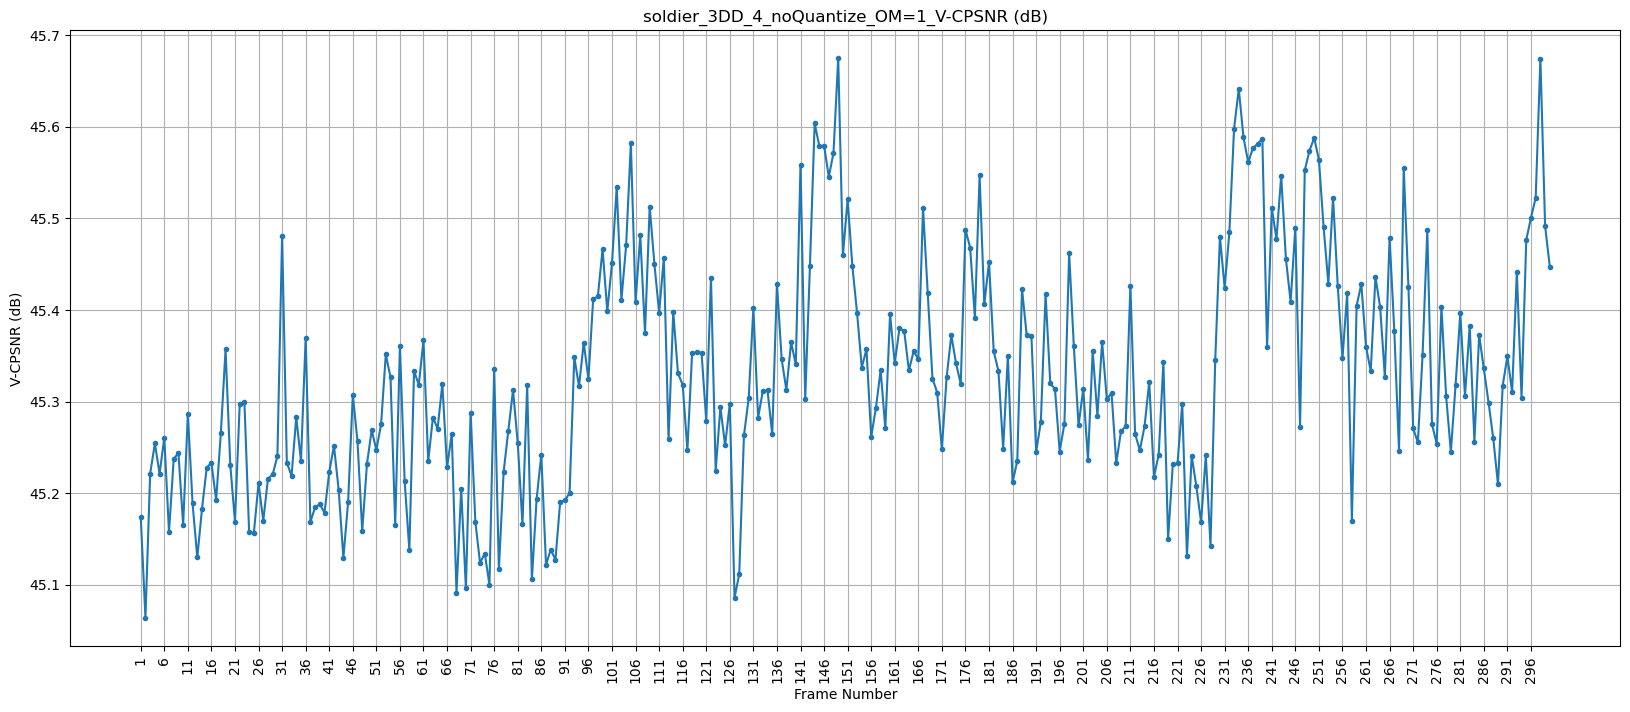 soldier_3DD_4_noQuantize_OM=1_V-CPSNR (dB)
45.7
45.6
45.5
45.4
45.3
45.2
45.1
V-CPSNR (dB)
1 6 11 16 21 26 31 36 41 46 51 56 61 66 71 76 81 86 91 96 101 106 111 116 121 126 131 136 141 146 151 156 161 166 171 176 181 186 191 196 201 206 211 216 221 226 231 236 241 246 251 256 261 266 271 276 281 286 291 296
Frame Number